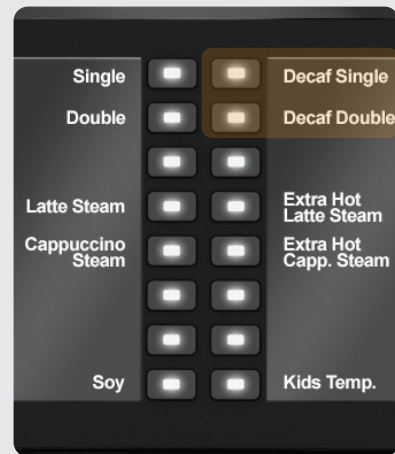 Single
Decaf Single
Double
Decaf Double
Latte Steam
Extra Hot
Latte Steam
Cappuccino
Steam
Extra Hot
Capp. Steam
Soy
Kids Temp.